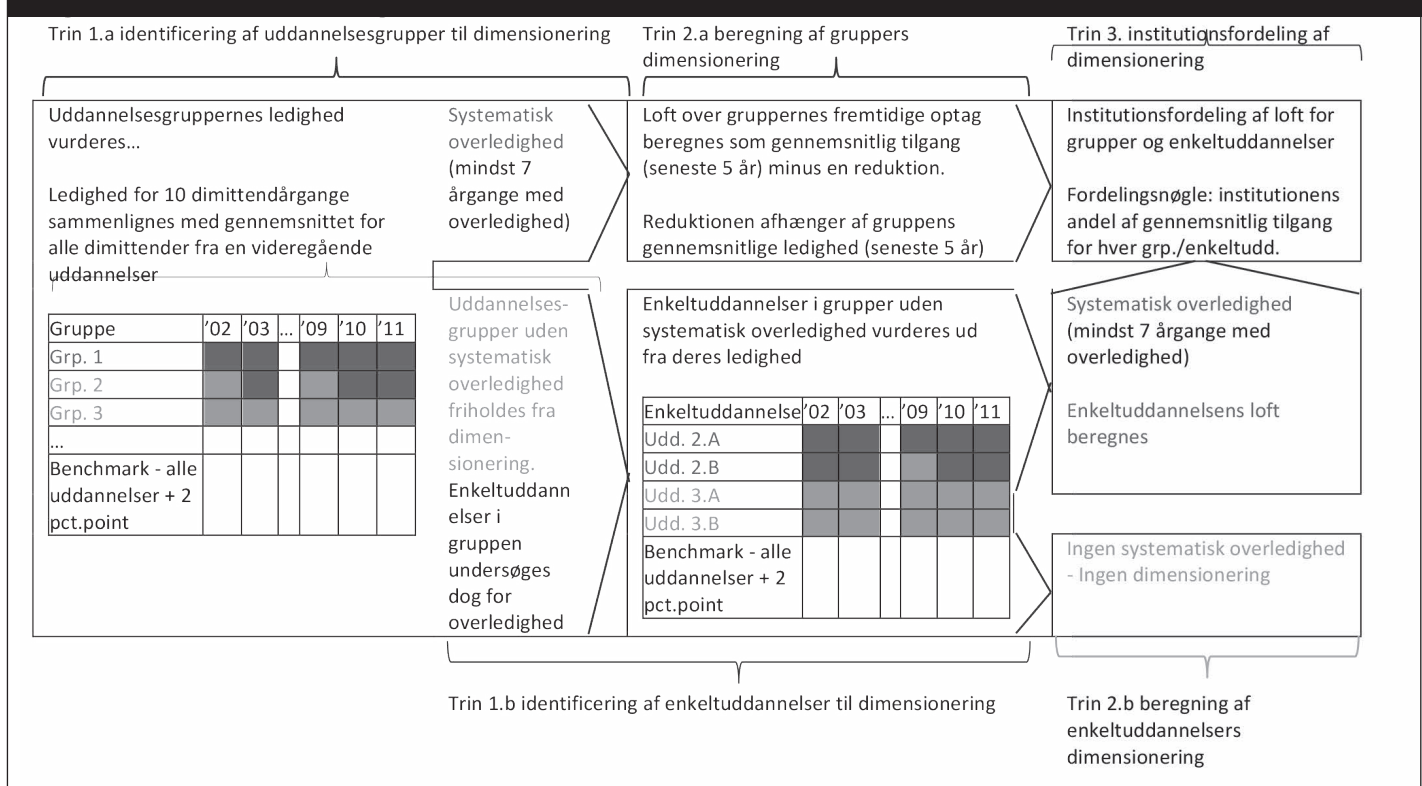 Trin 1.a identificering af uddannelsesgrupper til dimensionering
Trin 2.a beregning af gruppers
dimensionering
Trin 3. institutionsfordeling af
dimensionering
Uddannelsesgruppernes ledighed
vurderes...
Ledighed for 10 dimittendårgange
sammenlignes med gennemsnittet for
alle dimittender fra en videregående
uddannelser
Gruppe ’02 ’03 ... ’09 ’10 ’11
Grp. 1
Grp. 2
Grp. 3
...
Benchmark - alle
uddannelser + 2
pct.point
Systematisk
overledighed
(mindst 7
årgange med
overledighed)
Uddannelses-
grupper uden
systematisk
overledighed
friholdes fra
dimen-
sionering.
Enkeltuddann
elser i
gruppen
undersøges
dog for
overledighed
Loft over gruppernes fremtidige optag
beregnes som gennemsnitlig tilgang
(seneste 5 år) minus en reduktion.
Reduktionen afhænger af gruppens
gennemsnitlige ledighed (seneste 5 år)
Enkeltuddannelser i grupper uden
systematisk overledighed vurderes ud
fra deres ledighed
Enkeltuddannelse ’02 ’03 ... ’09 ’10 ’11
Udd. 2.A
Udd. 2.B
Udd. 3.A
Udd. 3.B
Benchmark - alle
uddannelser + 2
pct.point
Institutionsfordeling af loft for
grupper og enkeltuddannelser
Fordelingsnøgle: institutionens
andel af gennemsnitlig tilgang
for hver grp./enkeltudd.
Systematisk overledighed
(mindst 7 årgange med
overledighed)
Enkeltuddannelsens loft
beregnes
Ingen systematisk overledighed
- Ingen dimensionering
Trin 1.b identificering af enkeltuddannelser til dimensionering
Trin 2.b beregning af
enkeltuddannelsers
dimensionering